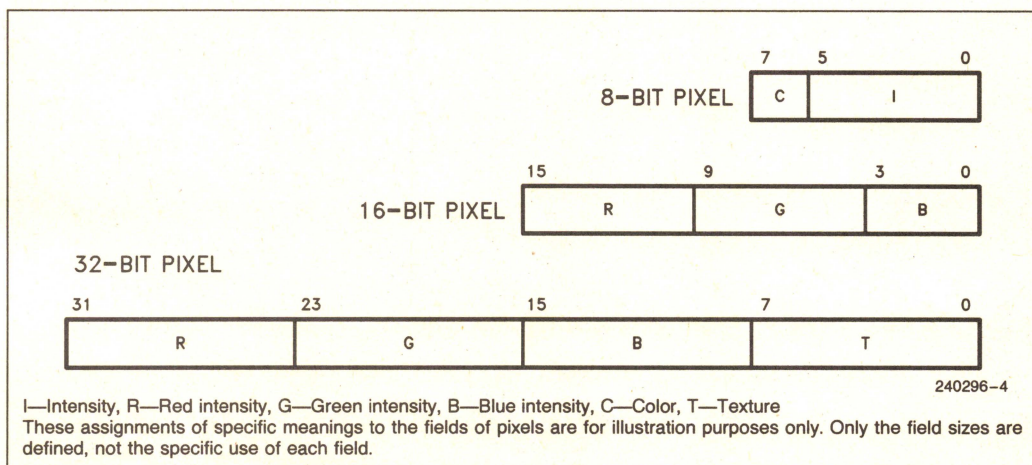 7 5 0
8-BIT PIXEL C I
15 9 3 0
16-BIT PIXEL R G B
32-BIT PIXEL
31 23 15 7 0
R G B T
240296-4
I—Intensity, R—Red intensity, G—Green intensity, B—Blue intensity, C—Color, T—Texture
These assignments of specific meanings to the fields of pixels are for illustration purposes only. Only the field sizes are
defined, not the specific use of each field.